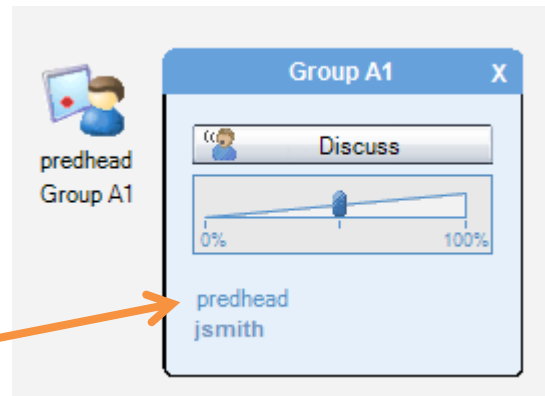 predhead
Group A1
Group A1 X
Discuss
0% 100%
predhead
jsmith